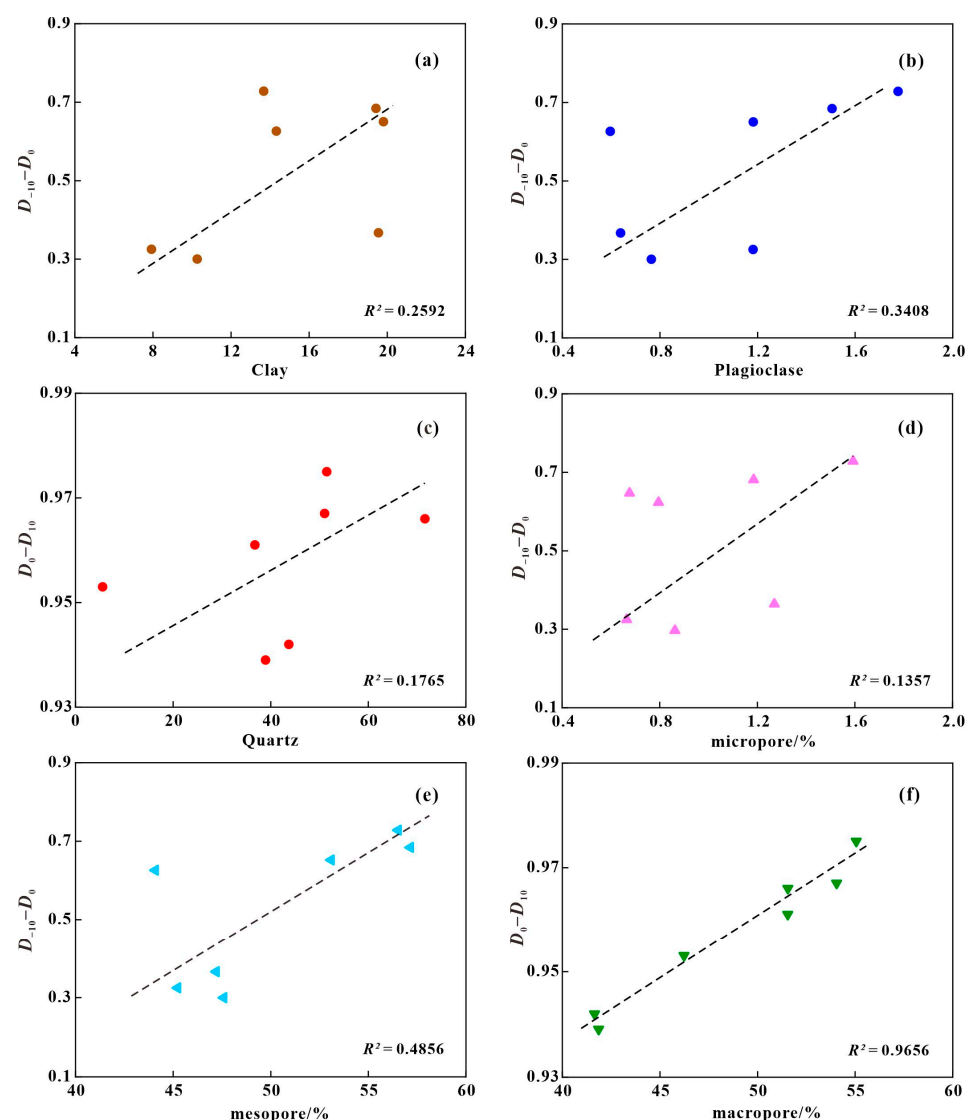 0.9
0.7
0.5
0.3
0.1
D₋₁₀−D₀
(a)
R² = 0.2592
4 8 12 16 20 24
Clay
0.9
0.7
0.5
0.3
0.1
D₋₁₀−D₀
(b)
R² = 0.3408
0.4 0.8 1.2 1.6 2.0
Plagioclase
0.99
0.97
0.95
0.93
D₀−D₁₀
(c)
R² = 0.1765
0 20 40 60 80
Quartz
0.9
0.7
0.5
0.3
0.1
D₋₁₀−D₀
(d)
R² = 0.1357
0.4 0.8 1.2 1.6 2.0
micropore/%
0.9
0.7
0.5
0.3
0.1
D₋₁₀−D₀
(e)
R² = 0.4856
40 45 50 55 60
mesopore/%
0.99
0.97
0.95
0.93
D₀−D₁₀
(f)
R² = 0.9656
40 45 50 55 60
macropore/%